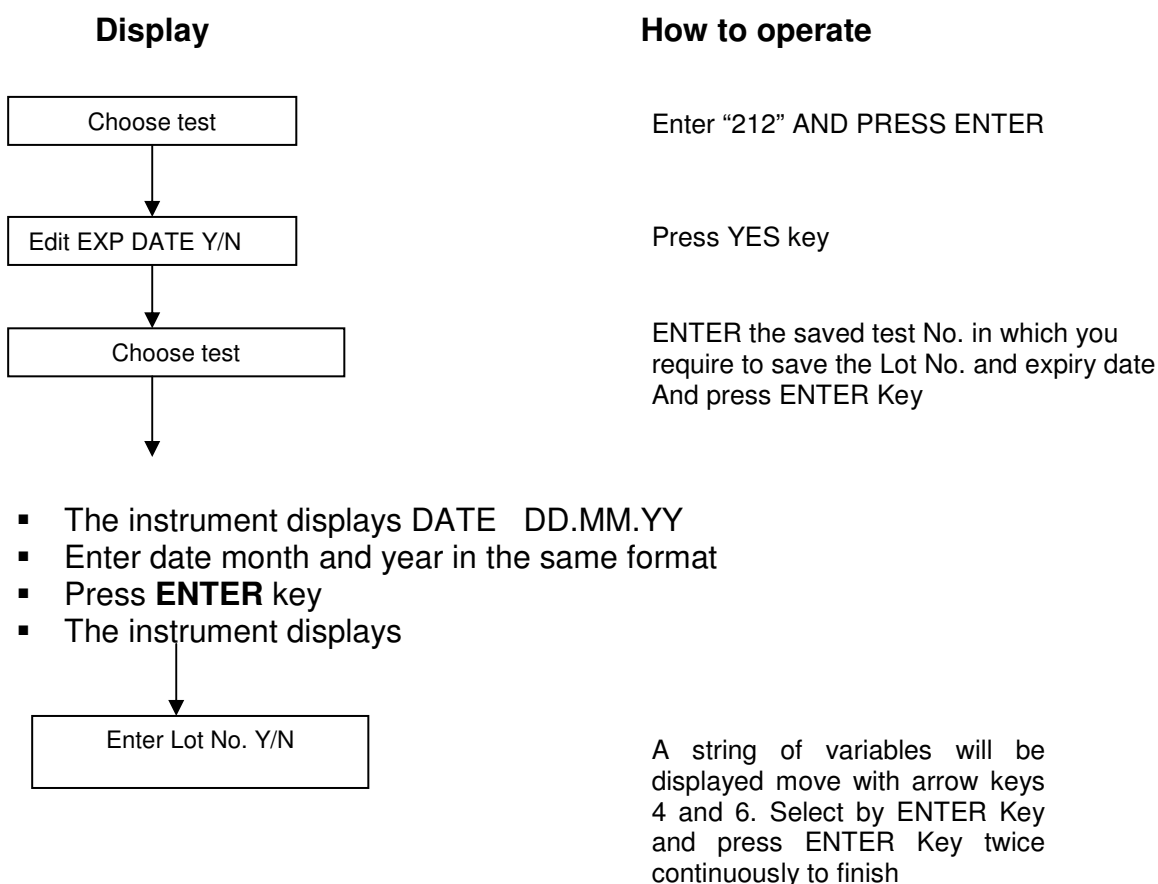 Display How to operate
Choose test
Enter “212” AND PRESS ENTER
Edit EXP DATE Y/N
Press YES key
Choose test
ENTER the saved test No. in which you
require to save the Lot No. and expiry date
And press ENTER Key
▪ The instrument displays DATE DD.MM.YY
▪ Enter date month and year in the same format
▪ Press ENTER key
▪ The instrument displays
Enter Lot No. Y/N
A string of variables will be
displayed move with arrow keys
4 and 6. Select by ENTER Key
and press ENTER Key twice
continuously to finish